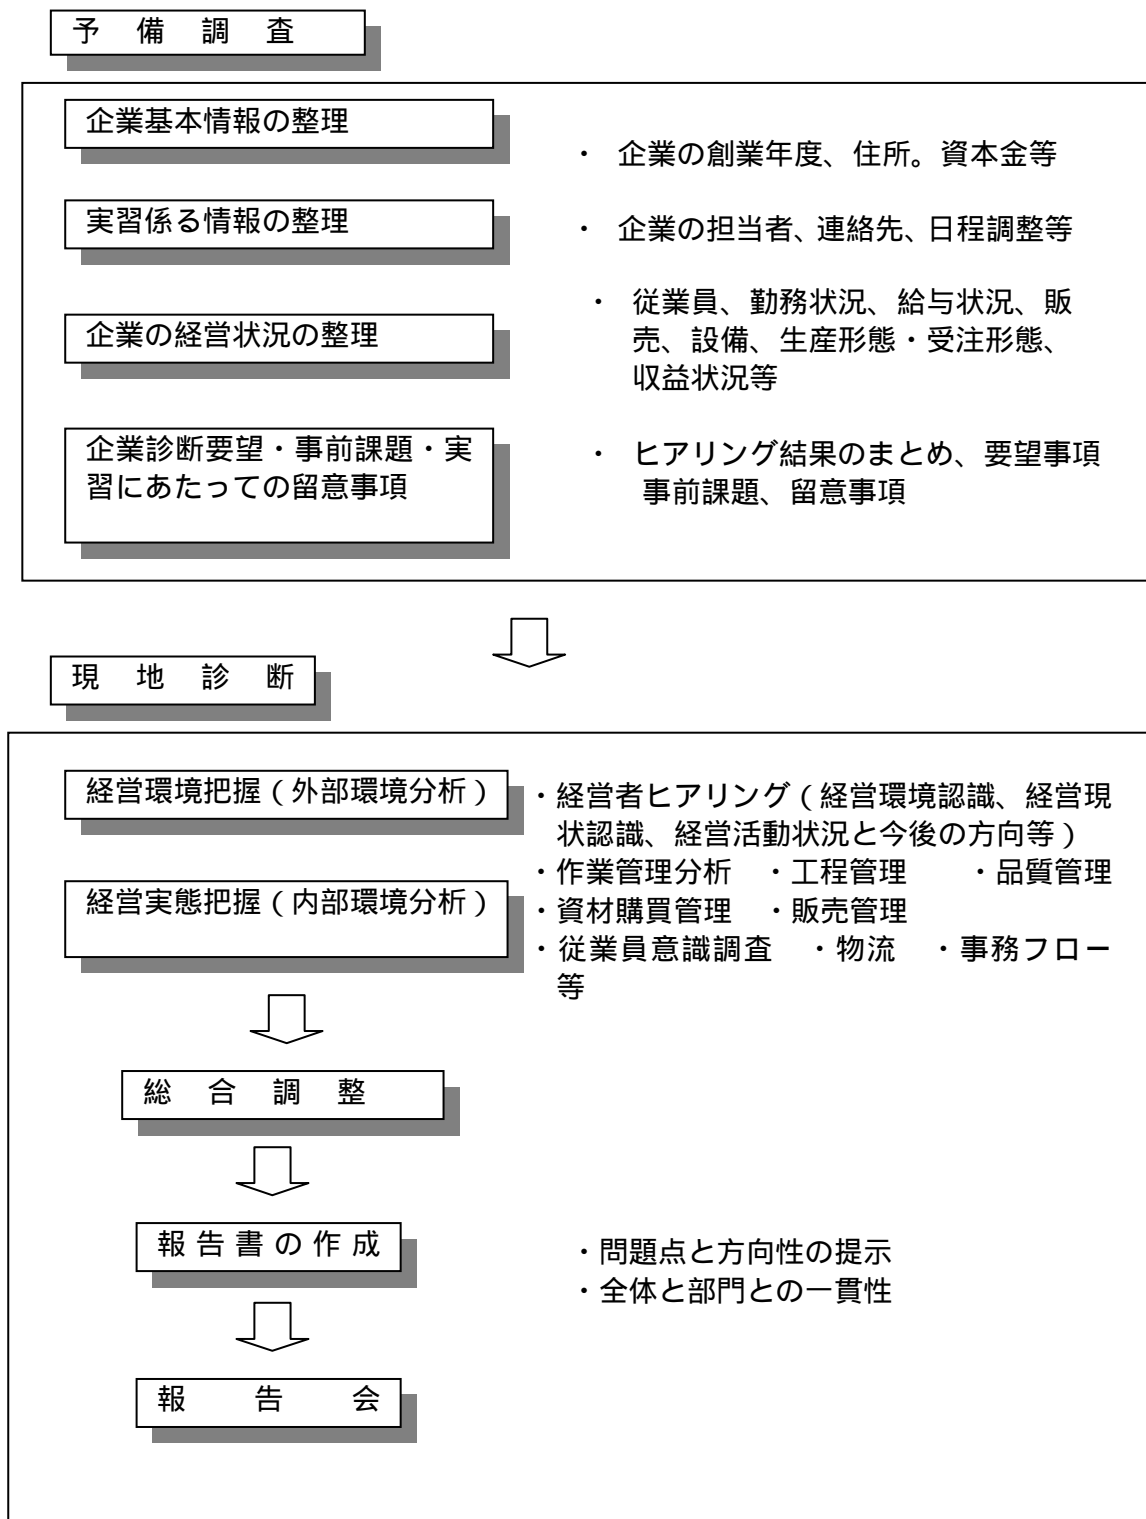 予備調査
企業基本情報の整理
・ 企業の創業年度、住所。資本金等
実習係る情報の整理
・ 企業の担当者、連絡先、日程調整等
企業の経営状況の整理
・ 従業員、勤務状況、給与状況、販
売、設備、生産形態・受注形態、
収益状況等
企業診断要望・事前課題・実
習にあたっての留意事項
・ ヒアリング結果のまとめ、要望事項
事前課題、留意事項
現地診断
経営環境把握(外部環境分析)
・経営者ヒアリング(経営環境認識、経営現
状認識、経営活動状況と今後の方向等)
経営実態把握(内部環境分析)
・作業管理分析 ・工程管理 ・品質管理
・資材購買管理 ・販売管理
・従業員意識調査 ・物流 ・事務フロー
等
総合調整
報告書の作成
・問題点と方向性の提示
・全体と部門との一貫性
報告会